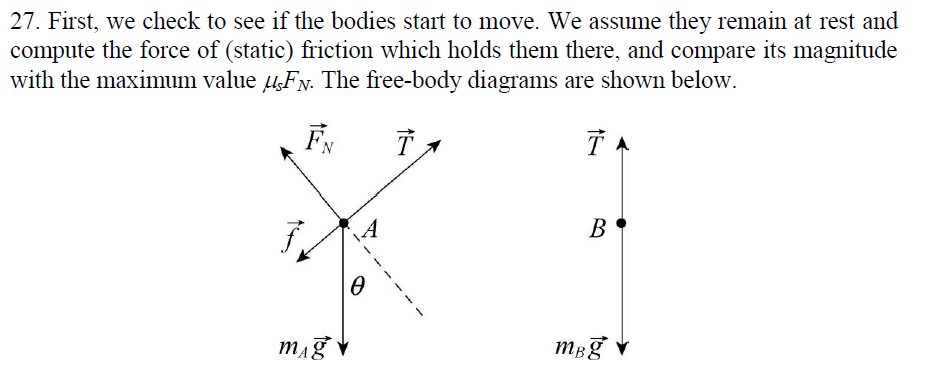 27. First, we check to see if the bodies start to move. We assume they remain at rest and
compute the force of (static) friction which holds them there, and compare its magnitude
with the maximum value μsFN. The free-body diagrams are shown below.
F⃗N T⃗ T⃗
f⃗ A B
θ
mAg⃗ mBg⃗